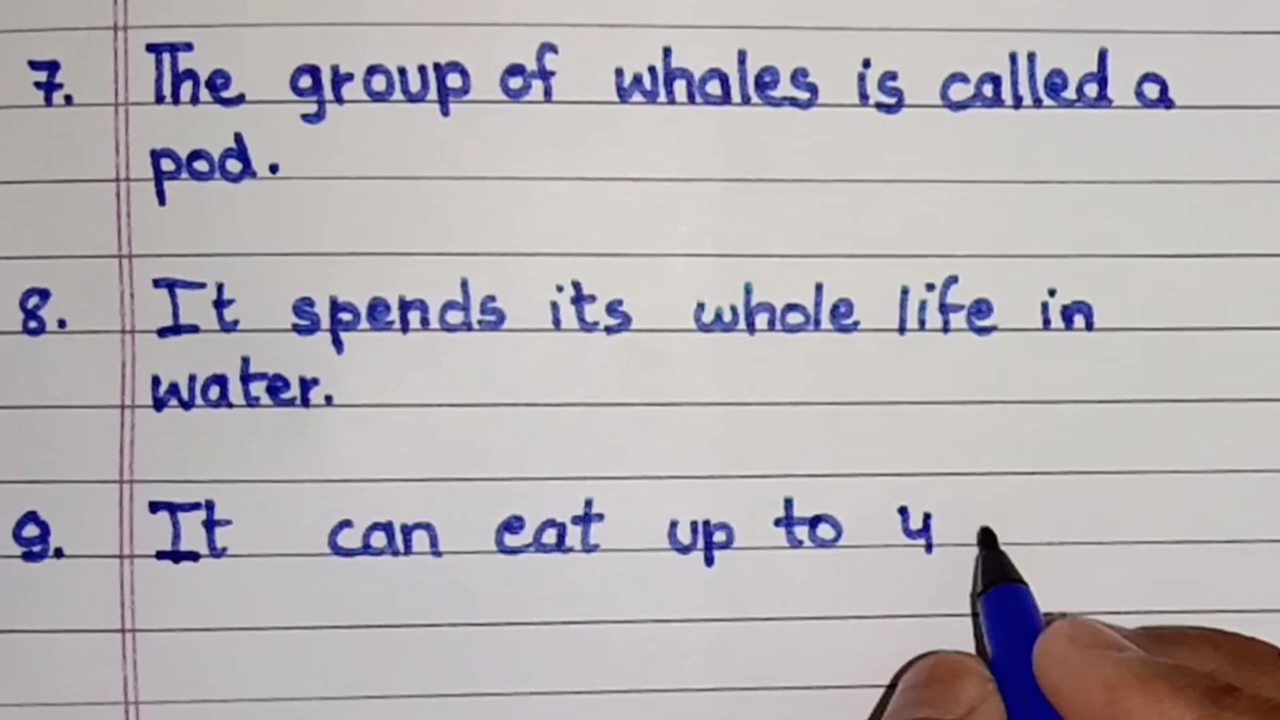 7. The group of whales is called a
pod.
8. It spends its whole life in
water.
9. It can eat up to 4